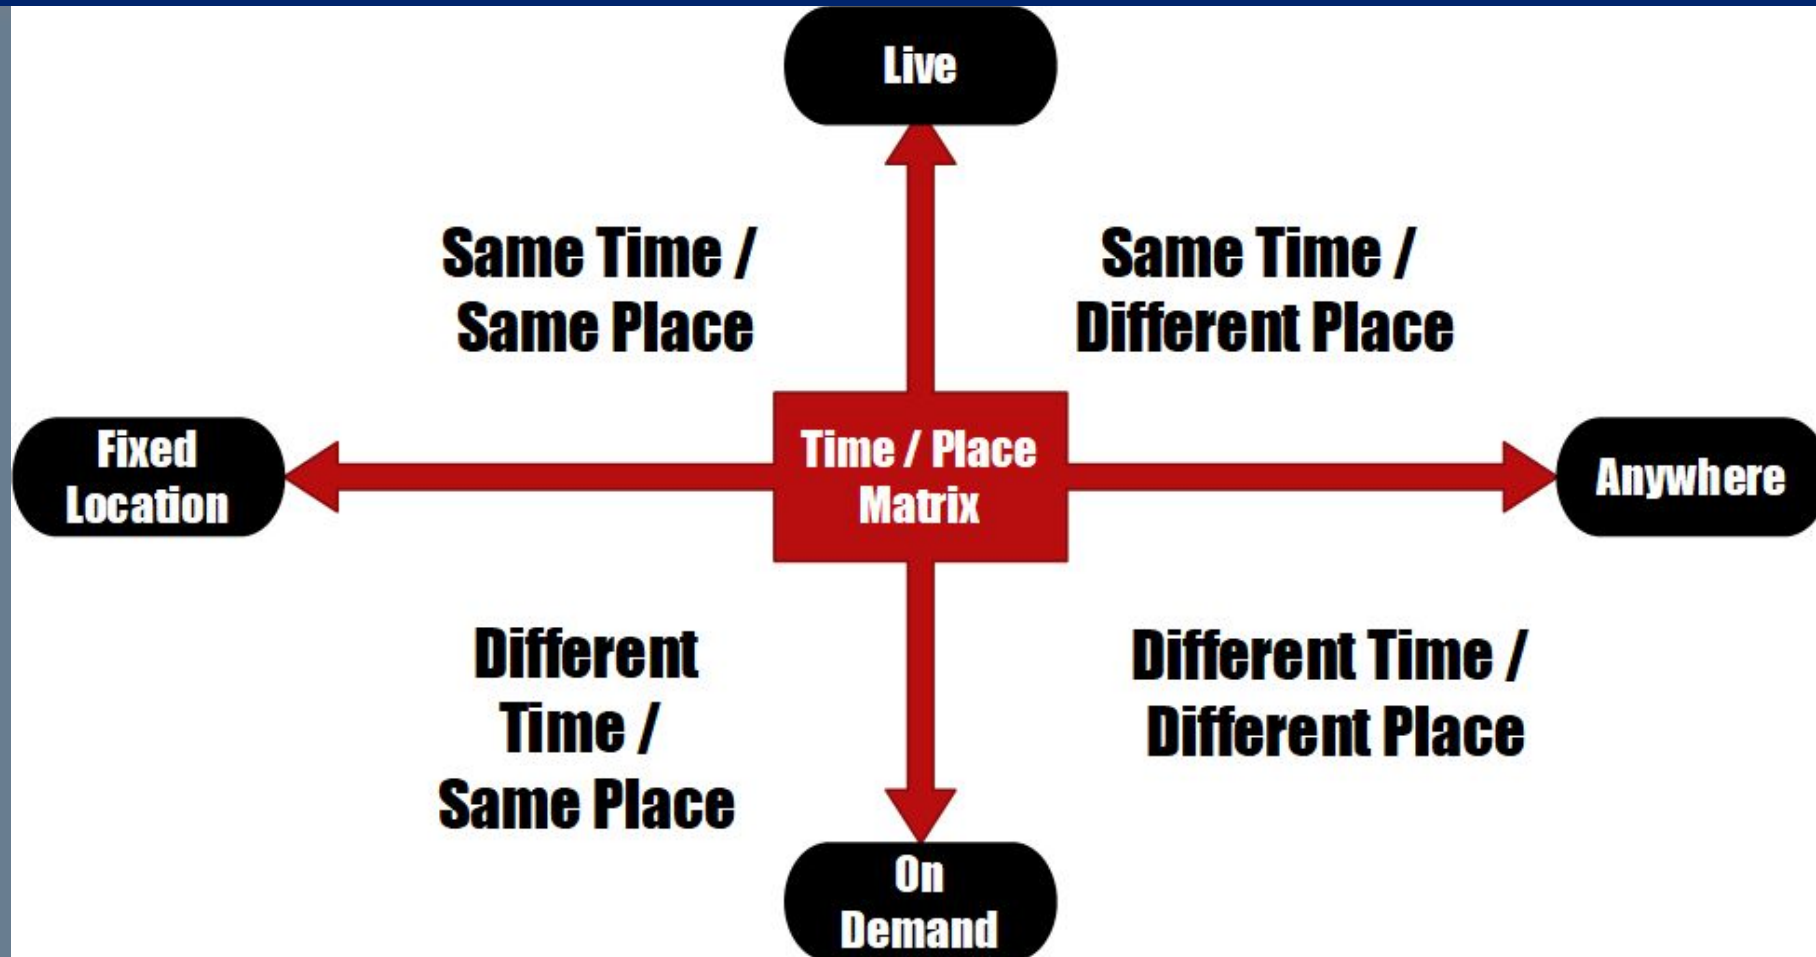 Live
Same Time /
Same Place
Same Time /
Different Place
Fixed
Location
Time / Place
Matrix
Anywhere
Different
Time /
Same Place
Different Time /
Different Place
On
Demand